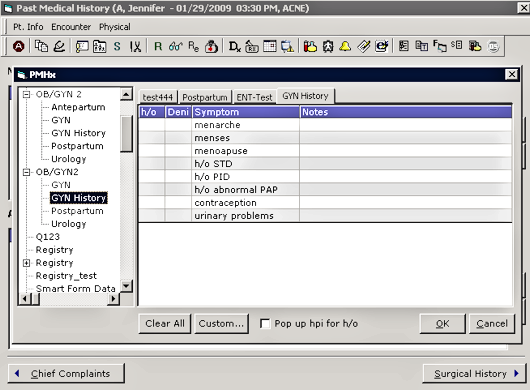 Past Medical History (A, Jennifer - 01/29/2009 03:30 PM, ACNE)
Pt. Info Encounter Physical
A S R Re Dx
PMHx
OB/GYN 2
Antepartum
GYN
GYN History
Postpartum
Urology
OB/GYN2
GYN
GYN History
Postpartum
Urology
Q123
Registry
Registry
Registry_test
Smart Form Data
test444 Postpartum ENT-Test GYN History
h/o Deni Symptom Notes
menarche
menses
menoapuse
h/o STD
h/o PID
h/o abnormal PAP
contraception
urinary problems
Clear All Custom... Pop up hpi for h/o OK Cancel
Chief Complaints Surgical History